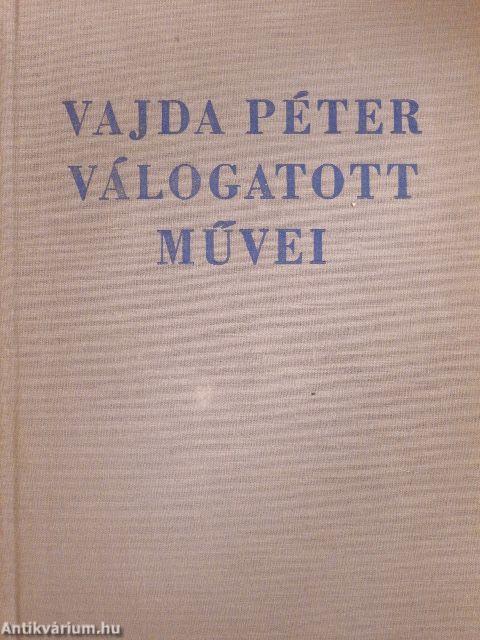 VAJDA PÉTER
VÁLOGATOTT
MŰVEI
Antikvárium.hu